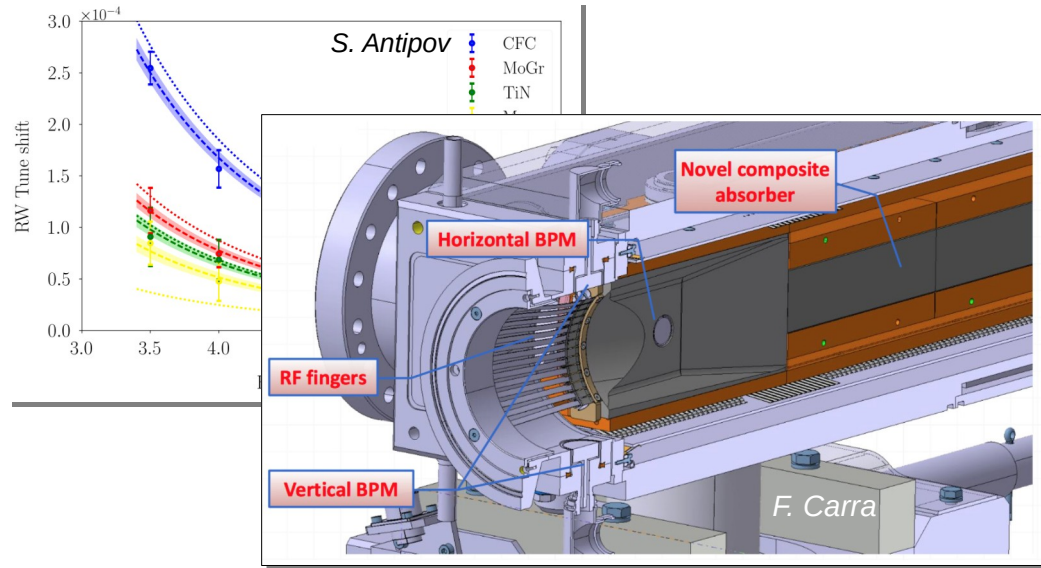 ×10⁻⁴
3.0
2.5
2.0
1.5
1.0
0.5
0.0
RW Tune shift
3.0
3.5
4.0
S. Antipov
CFC
MoGr
TiN
Novel composite
absorber
Horizontal BPM
RF fingers
Vertical BPM
F. Carra